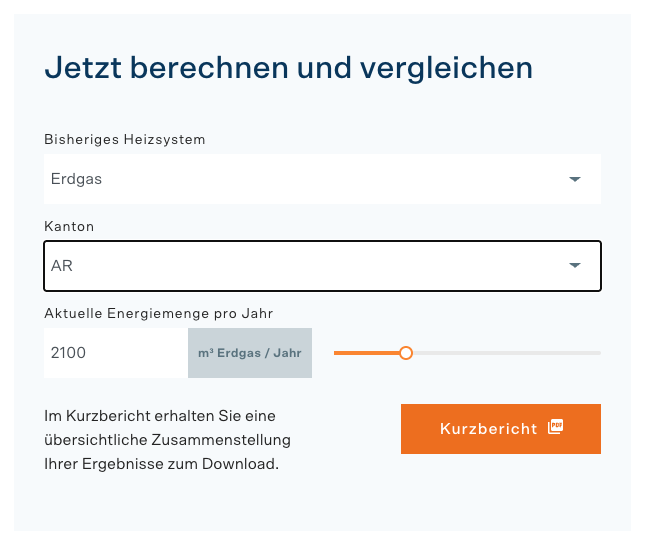 Jetzt berechnen und vergleichen
Bisheriges Heizsystem
Erdgas
Kanton
AR
Aktuelle Energiemenge pro Jahr
2100
m³ Erdgas / Jahr
Im Kurzbericht erhalten Sie eine
übersichtliche Zusammenstellung
Ihrer Ergebnisse zum Download.
Kurzbericht PDF